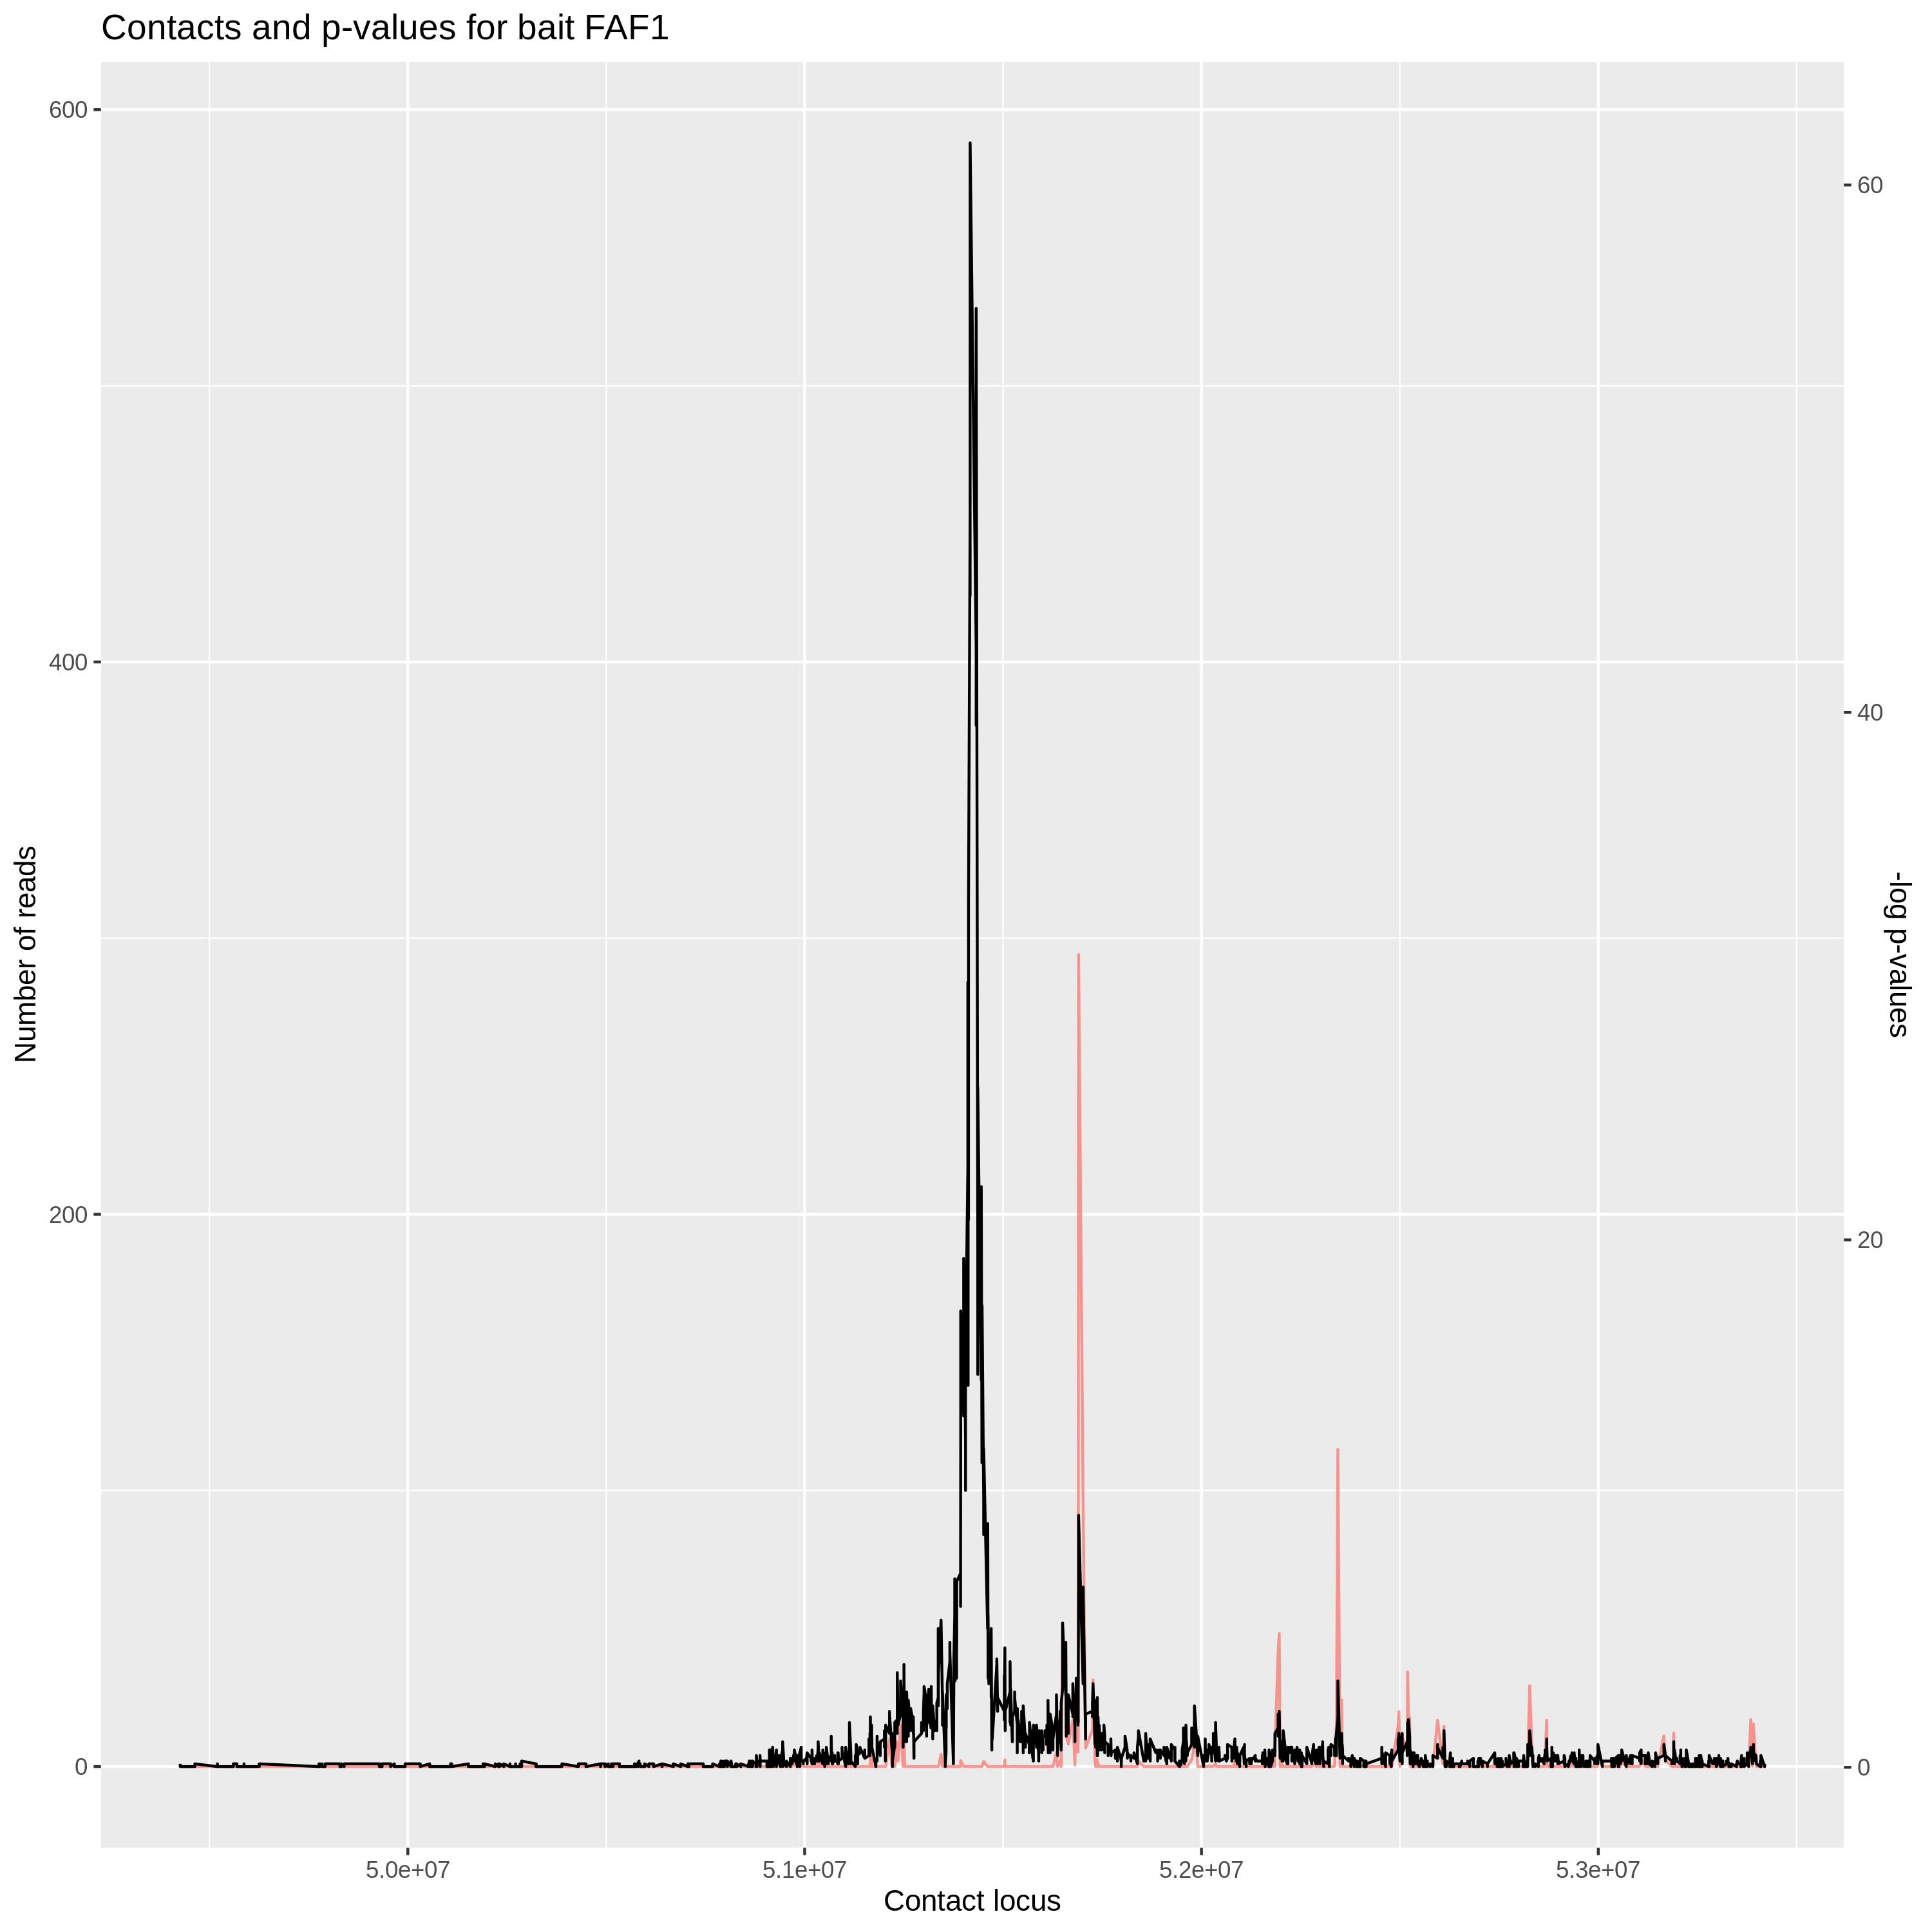 Contacts and p-values for bait FAF1
600
400
200
0
Number of reads
60
40
20
0
-log p-values
5.0e+07
5.1e+07
5.2e+07
5.3e+07
Contact locus